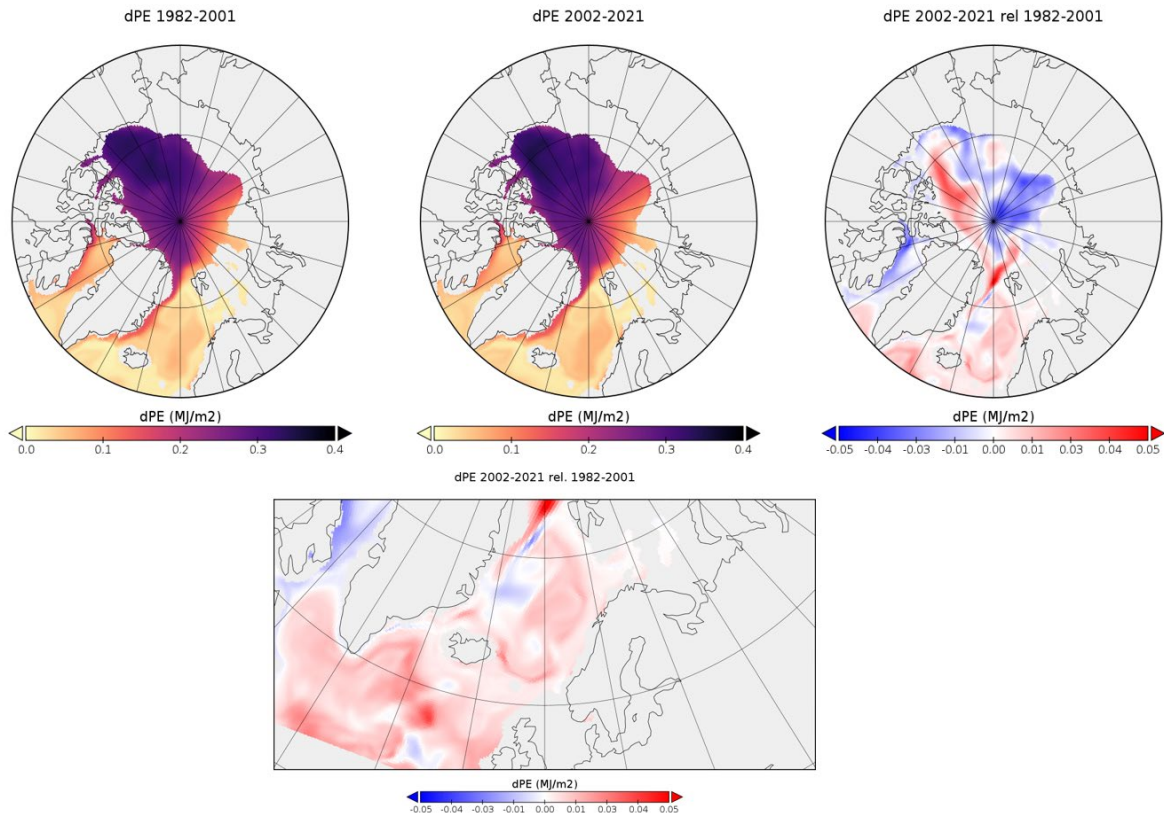 dPE 1982-2001
dPE 2002-2021
dPE 2002-2021 rel 1982-2001
dPE (MJ/m2)
0.0 0.1 0.2 0.3 0.4
dPE (MJ/m2)
0.0 0.1 0.2 0.3 0.4
dPE (MJ/m2)
-0.05 -0.04 -0.03 -0.01 0.00 0.01 0.03 0.04 0.05
dPE 2002-2021 rel. 1982-2001
dPE (MJ/m2)
-0.05 -0.04 -0.03 -0.01 0.00 0.01 0.03 0.04 0.05